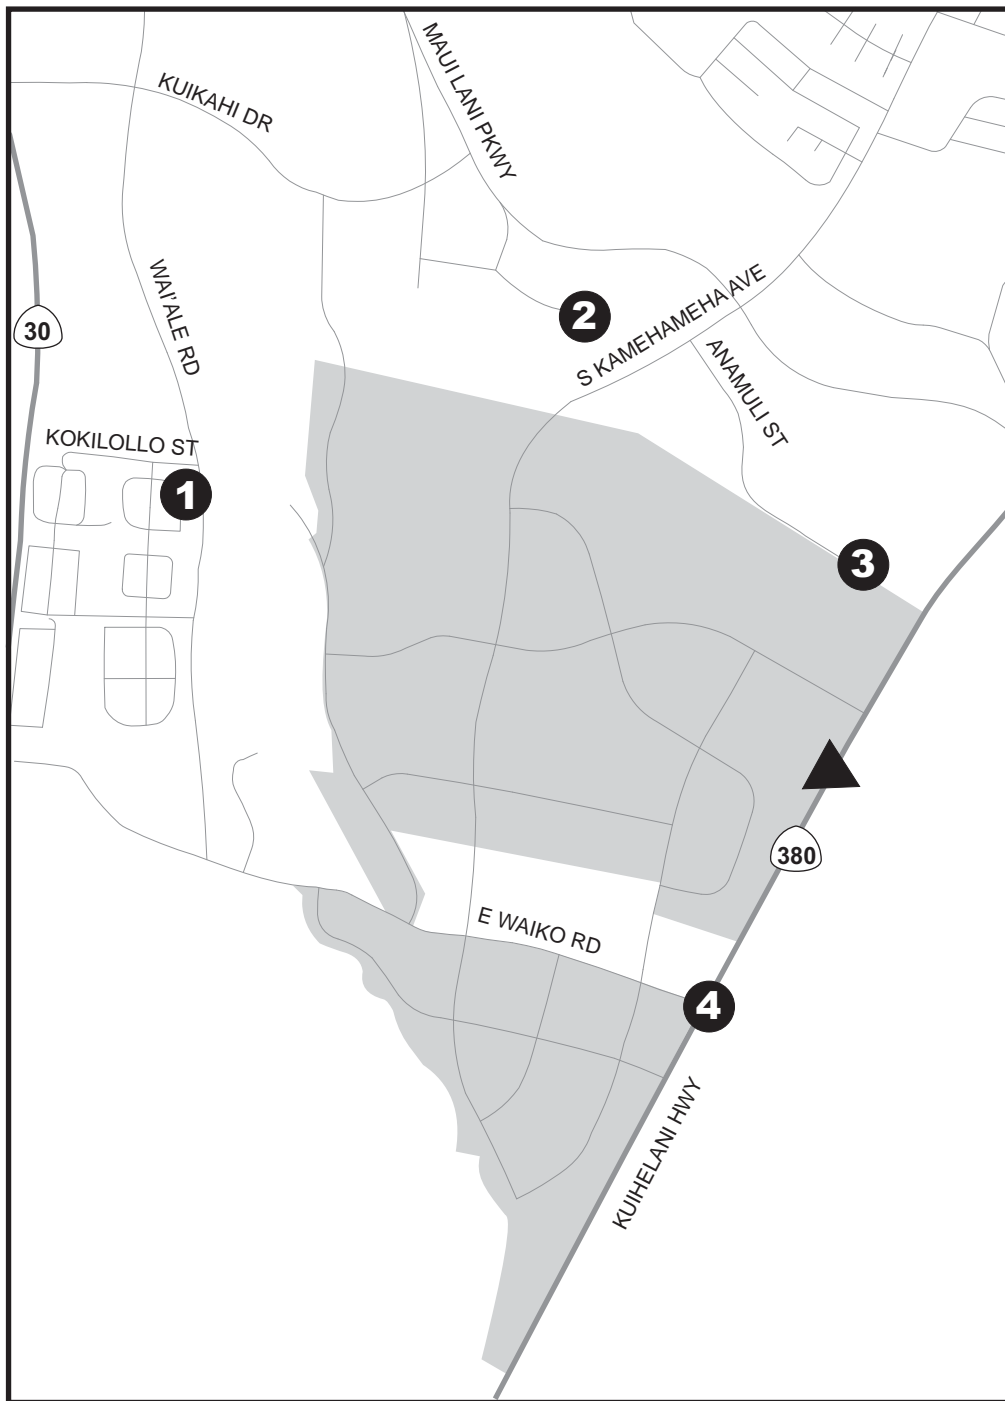 MAUI LANI PKWY
KUIKAHI DR
WAI'ALE RD
S KAMEHAMEHA AVE
2
30
ANAMULI ST
KOKILOLLO ST
1
3
380
E WAIKO RD
4
KUIHELANI HWY